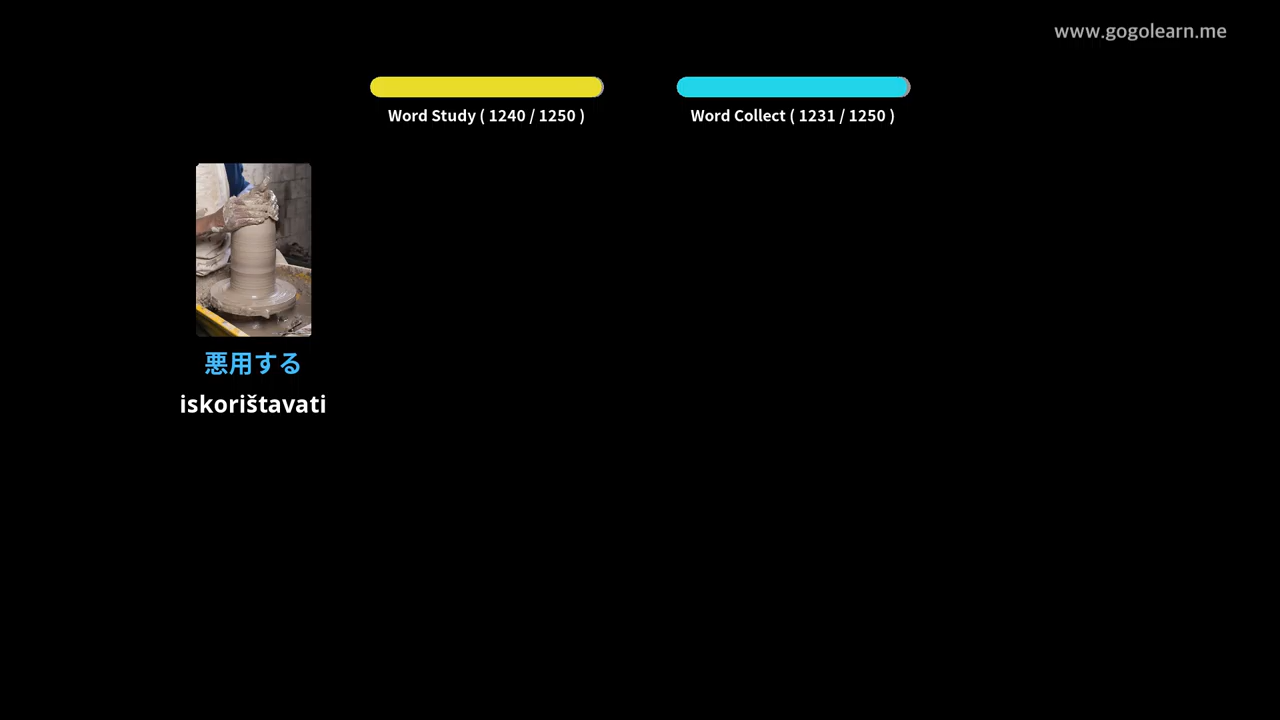 www.gogolearn.me
Word Study ( 1240 / 1250 )
Word Collect ( 1231 / 1250 )
悪用する
iskorištavati